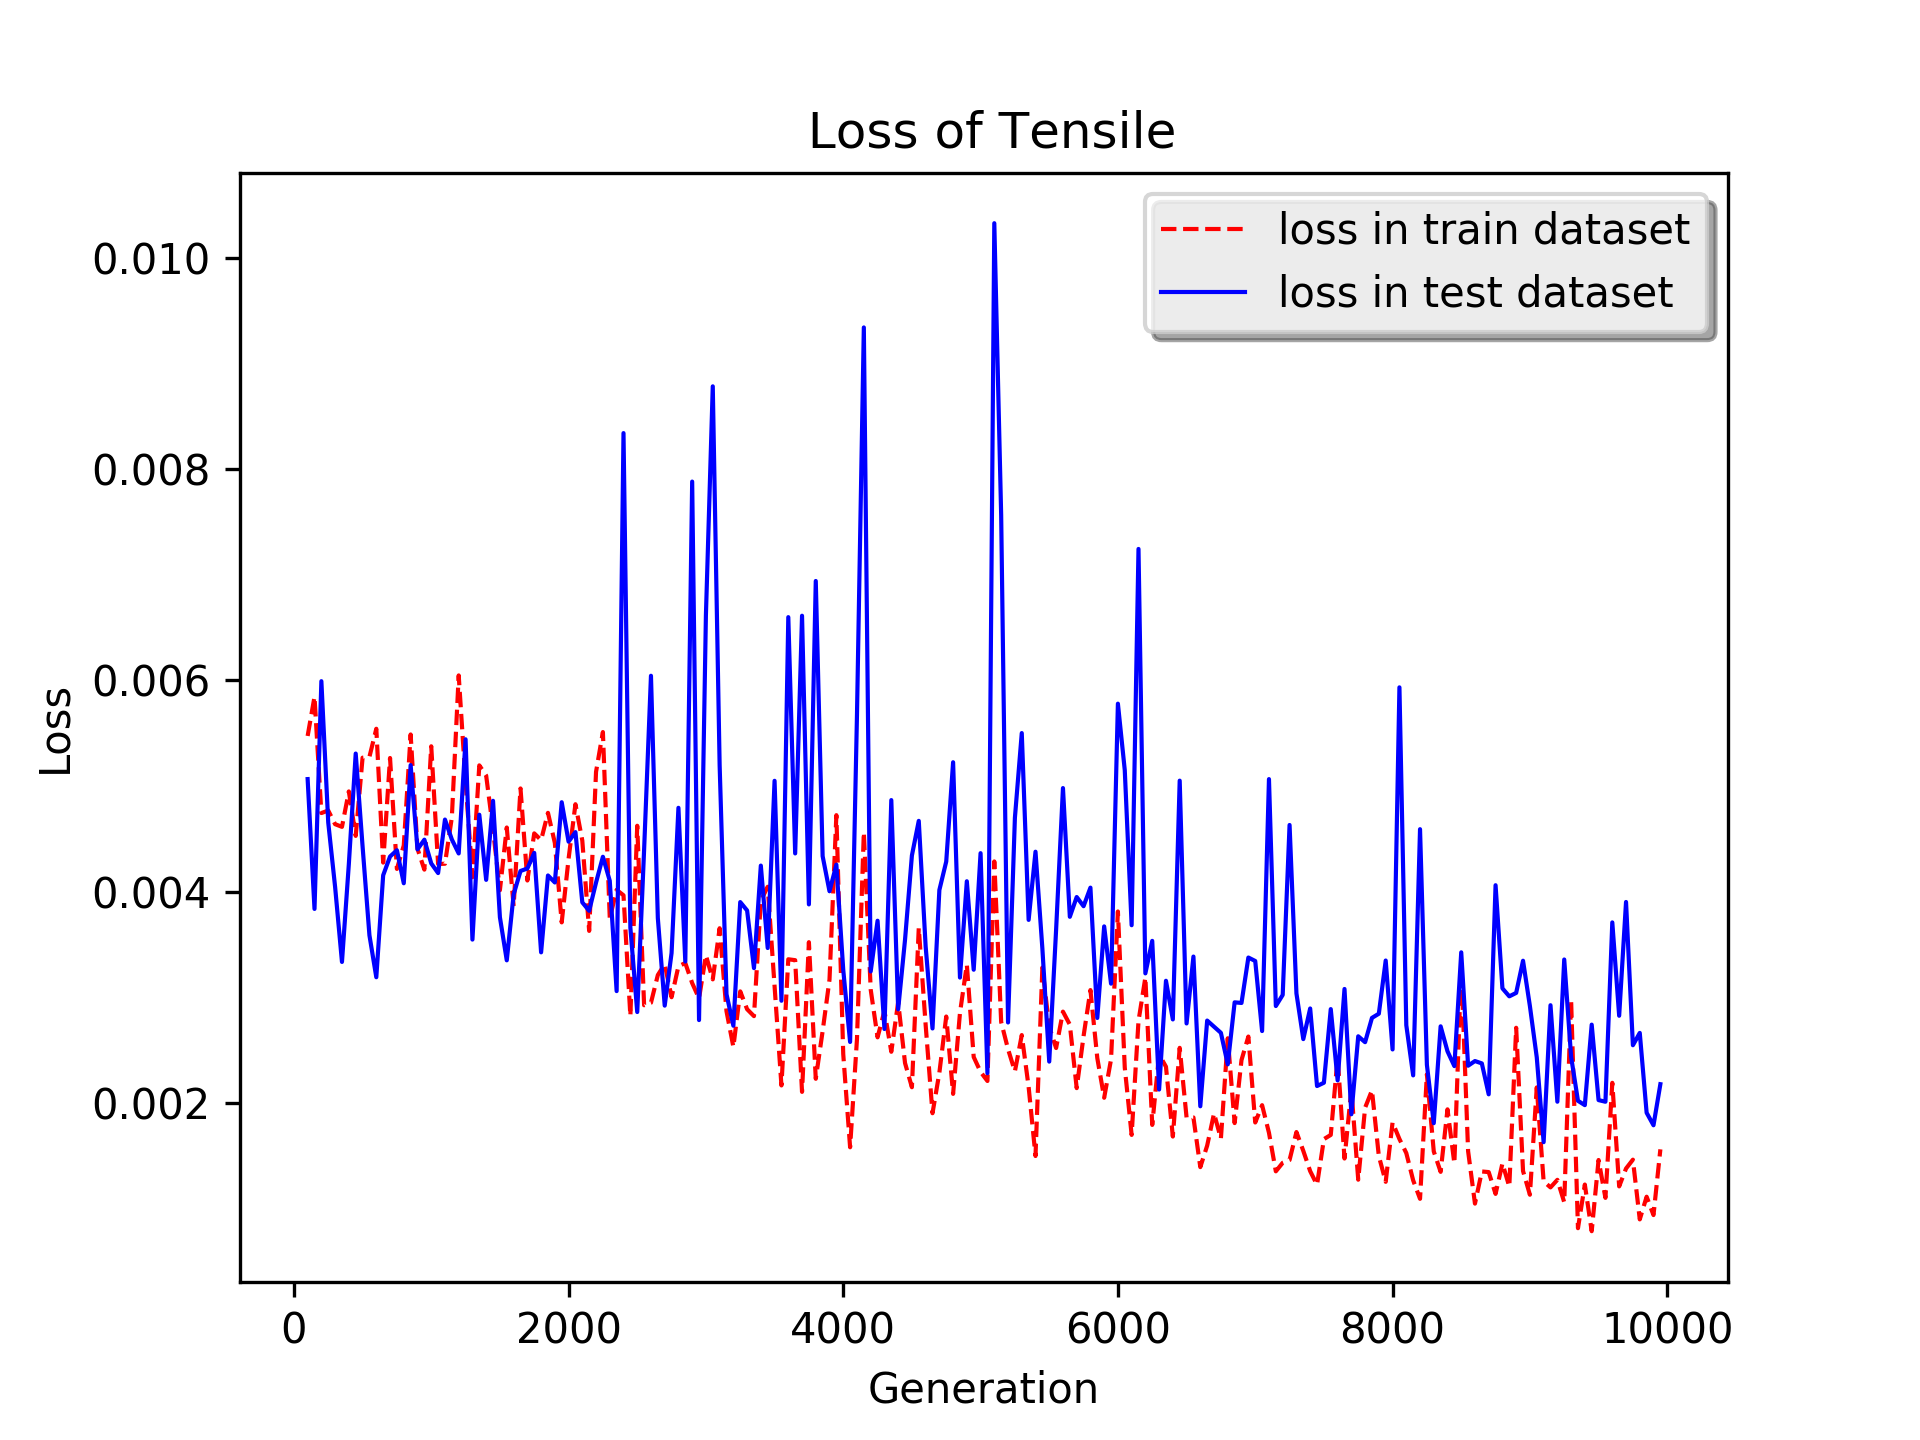 Loss of Tensile
loss in train dataset
loss in test dataset
0.010
0.008
0.006
0.004
0.002
Loss
0 2000 4000 6000 8000 10000
Generation